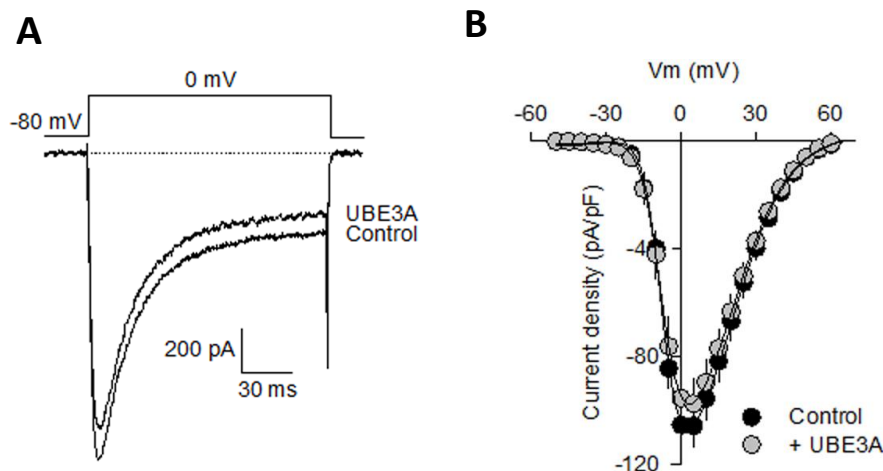 A
0 mV
-80 mV
UBE3A
Control
200 pA
30 ms
B
Vm (mV)
-60
-30
0
30
60
Current density (pA/pF)
-40
-80
-120
Control
+ UBE3A